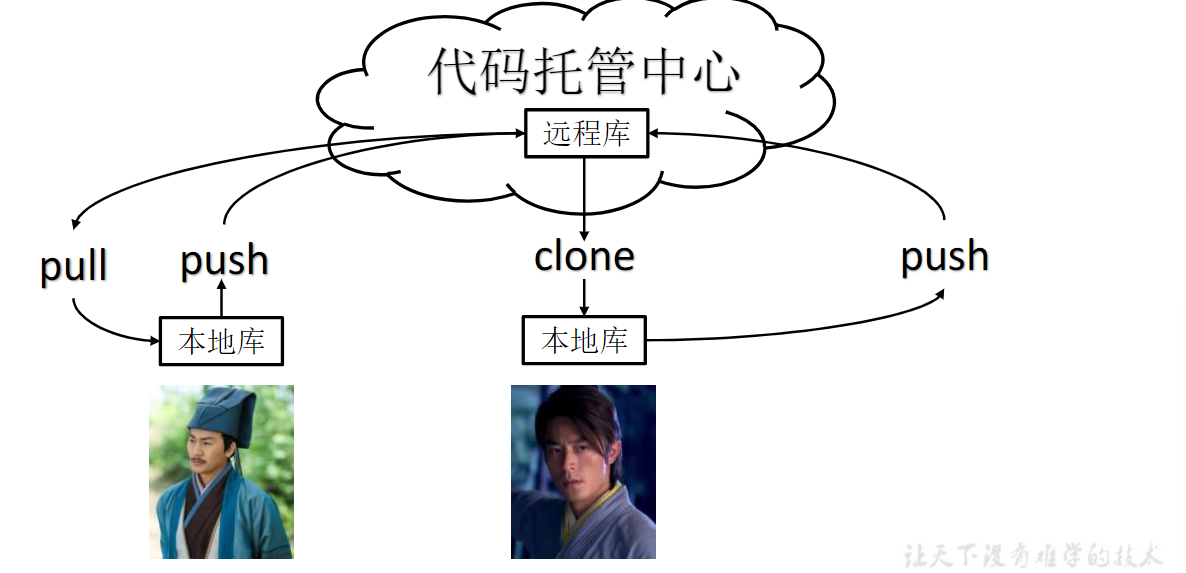 代码托管中心
远程库
pull
push
clone
push
本地库
本地库
让天下没有难学的技术